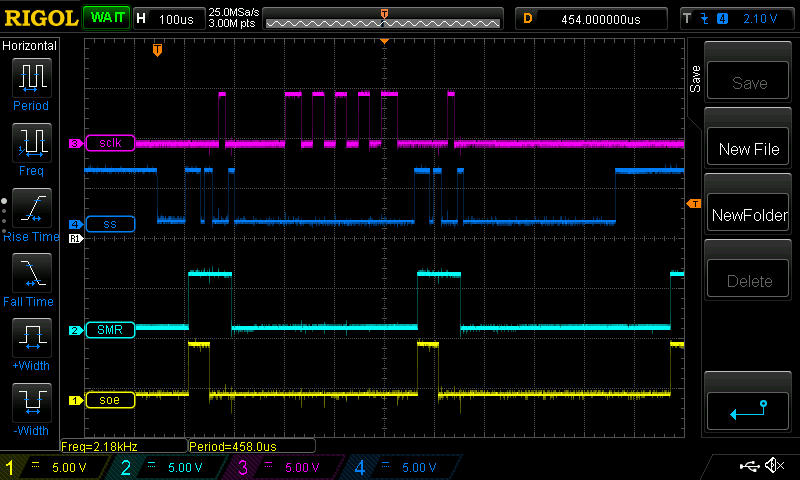 RIGOL WAIT H 100us 25.0MSa/s 3.00M pts T D 454.000000us T 4 2.10 V
Horizontal
T
Save
Save
Period
3 sclk
New File
Freq
4 ss
T
NewFolder
R1
Rise Time
Delete
Fall Time
2 SMR
+Width
1 soe
-Width
Freq=2.18kHz Period=458.0us
1 5.00 V 2 5.00 V 3 5.00 V 4 5.00 V